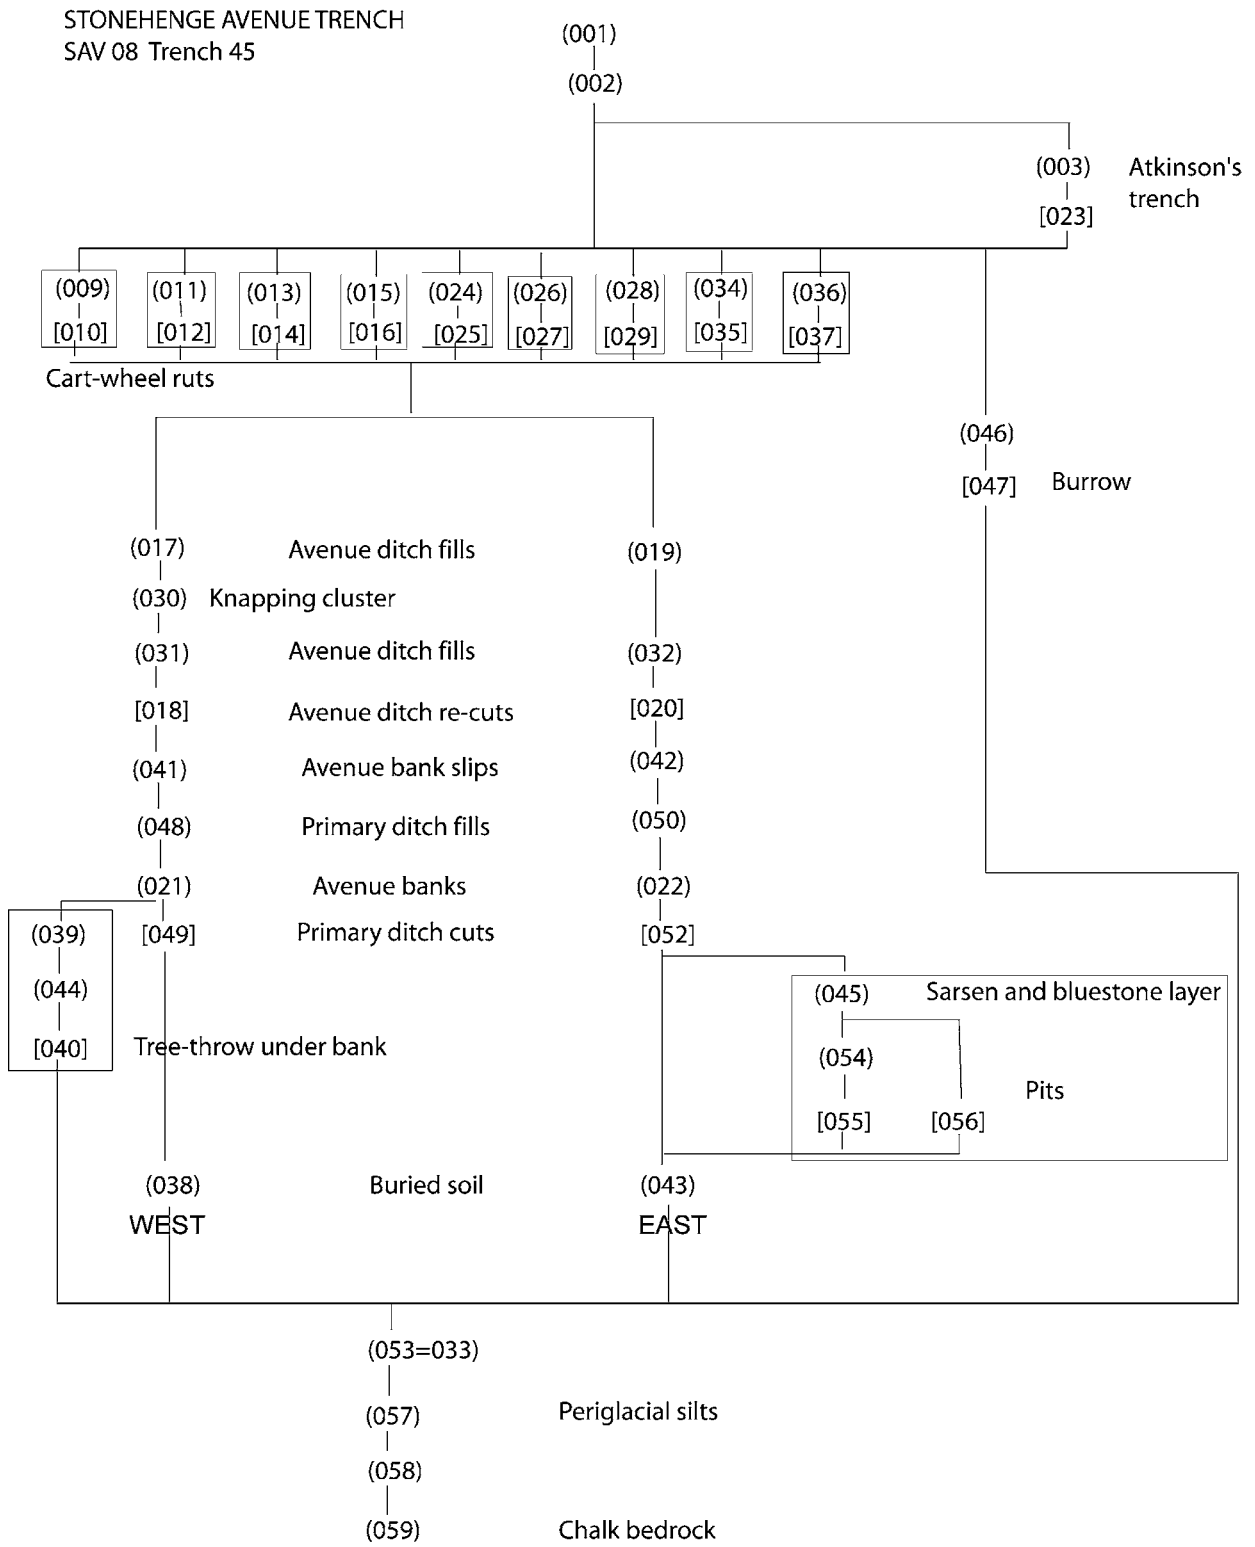 STONEHENGE AVENUE TRENCH
SAV 08 Trench 45
(001)
(002)
(003) Atkinson's
trench
[023]
(009) (011) (013) (015) (024) (026) (028) (034) (036)
[010] [012] [014] [016] [025] [027] [029] [035] [037]
Cart-wheel ruts
(046)
[047] Burrow
(017) Avenue ditch fills (019)
(030) Knapping cluster
(031) Avenue ditch fills (032)
[018] Avenue ditch re-cuts [020]
(041) Avenue bank slips (042)
(048) Primary ditch fills (050)
(021) Avenue banks (022)
(039) [049] Primary ditch cuts [052]
(044) (045) Sarsen and bluestone layer
[040] Tree-throw under bank (054)
Pits
[055] [056]
(038) Buried soil (043)
WEST EAST
(053=033)
(057) Periglacial silts
(058)
(059) Chalk bedrock